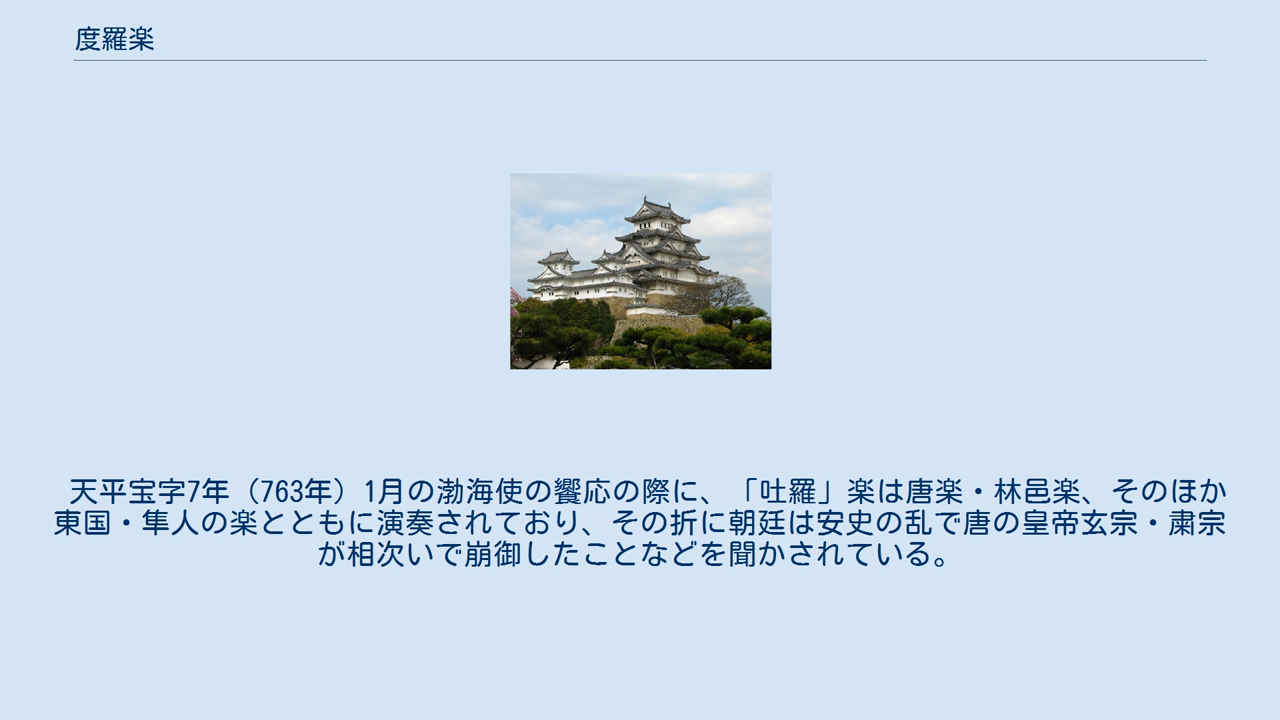 度羅楽
天平宝字7年（763年）1月の渤海使の饗応の際に、「吐羅」楽は唐楽・林邑楽、そのほか
東国・隼人の楽とともに演奏されており、その折に朝廷は安史の乱で唐の皇帝玄宗・粛宗
が相次いで崩御したことなどを聞かされている。